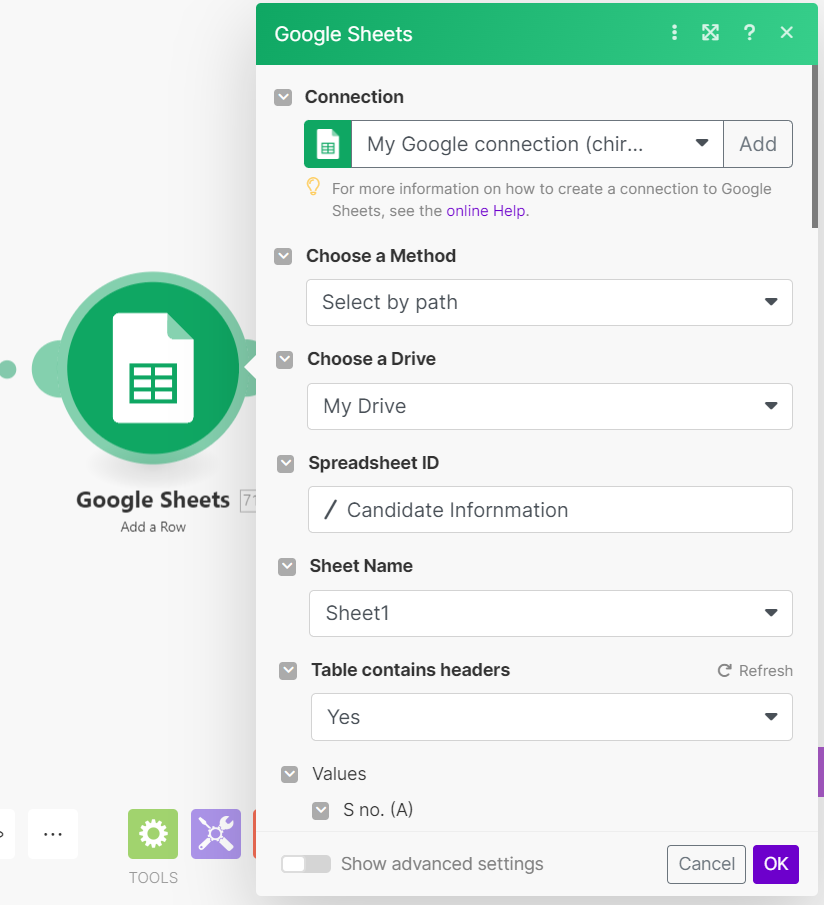 Google Sheets
Connection
My Google connection (chir...
Add
For more information on how to create a connection to Google
Sheets, see the online Help.
Choose a Method
Select by path
Choose a Drive
My Drive
Spreadsheet ID
/ Candidate Infornmation
Sheet Name
Sheet1
Table contains headers
Refresh
Yes
Values
S no. (A)
Show advanced settings
Cancel
OK
Google Sheets
Add a Row
TOOLS